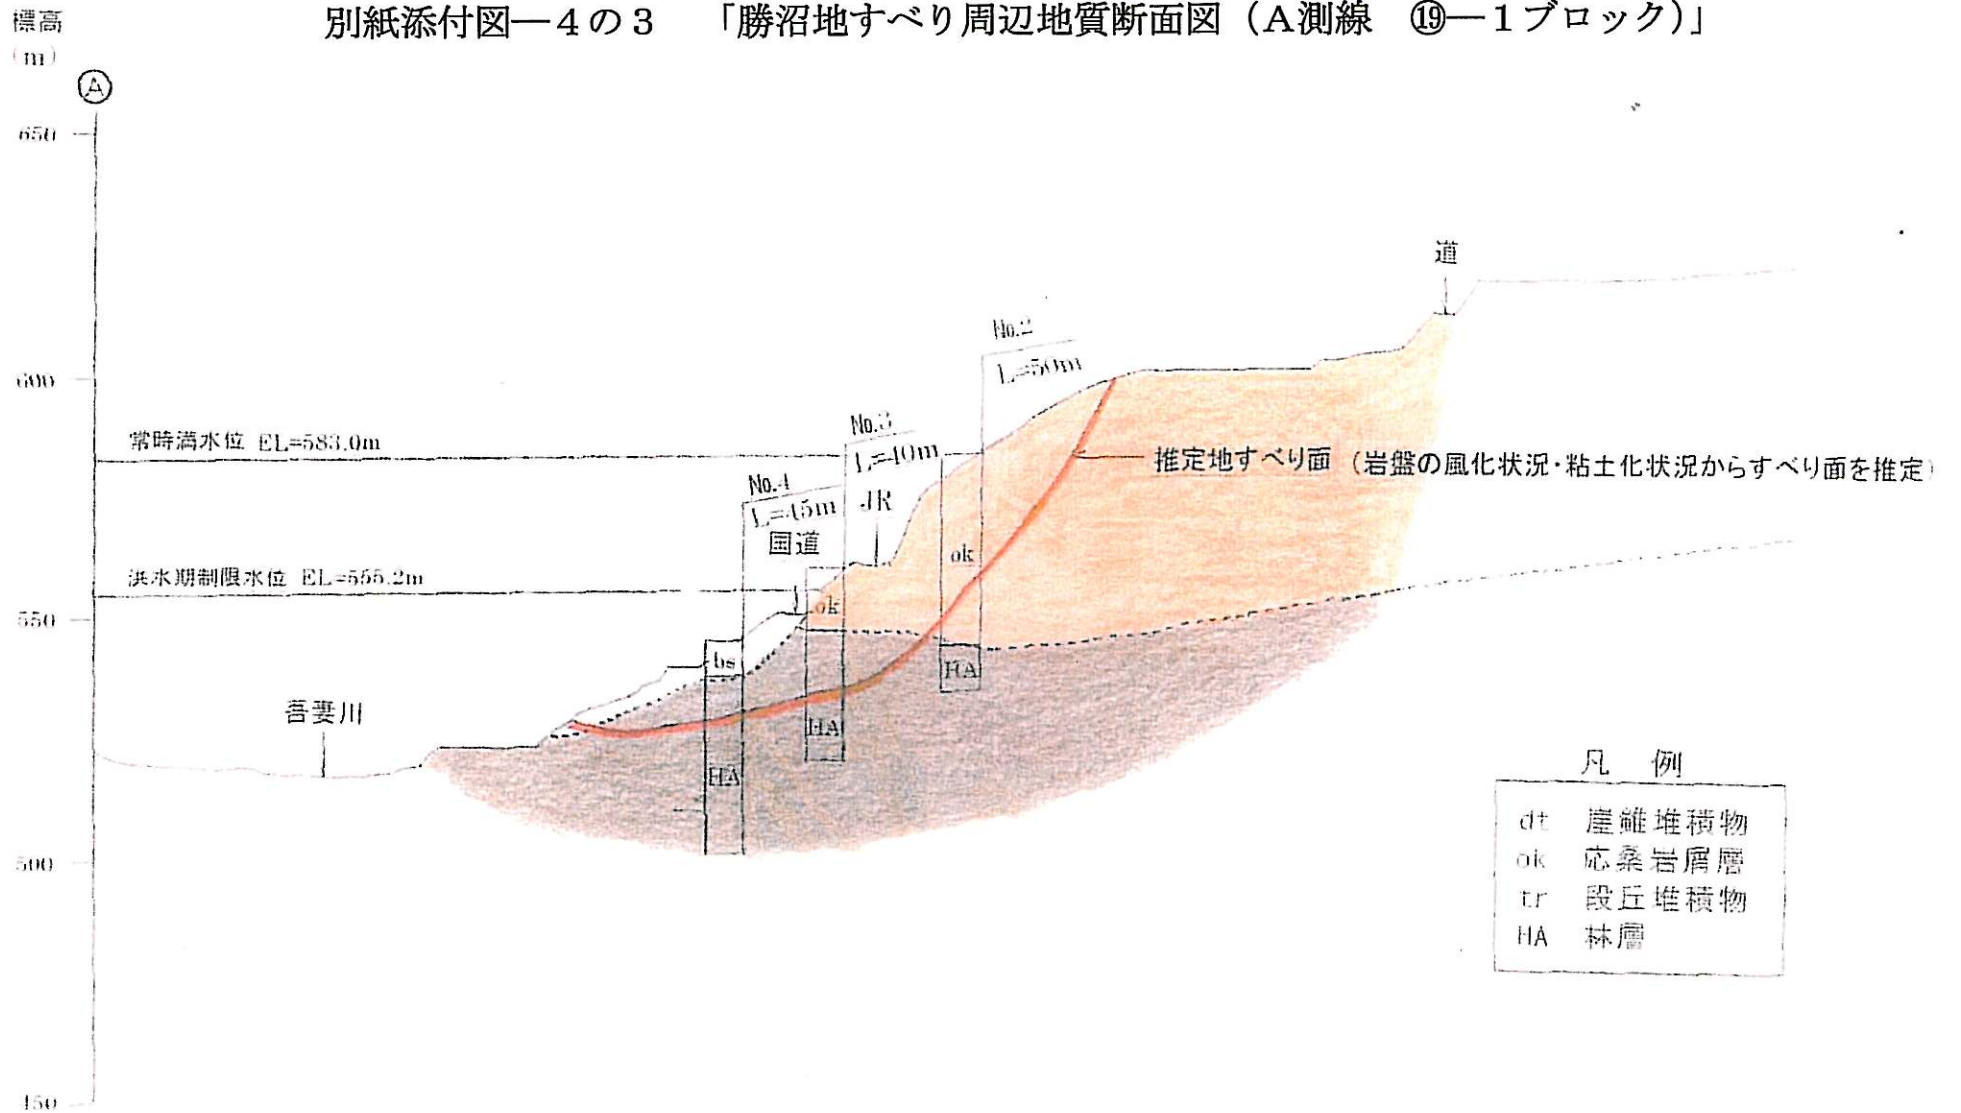 別紙添付図―4の3 「勝沼地すべり周辺地質断面図（A測線 ⑲―1ブロック）」
標高
(m)
Ⓐ
650
道
No.2
L=50m
600
No.3
L=40m
常時満水位 EL=583.0m
推定地すべり面（岩盤の風化状況・粘土化状況からすべり面を推定）
No.4
L=45m
JR
国道
ok
洪水期制限水位 EL=555.2m
ok
550
bs
HA
吾妻川
HA
HA
500
凡 例
dt 崖錐堆積物
ok 応桑岩屑層
tr 段丘堆積物
HA 林層
450